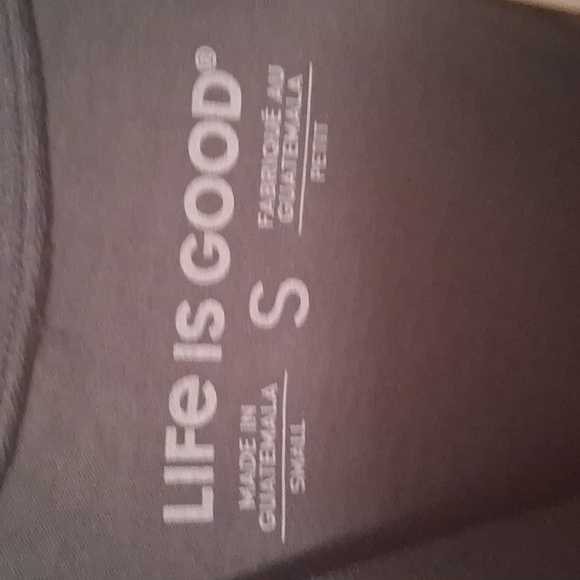 LIFe IS GOOD®
MADE IN
GUATEMALA
SMALL
S
FABRIQUÉ AU
GUATEMALA
PETIT